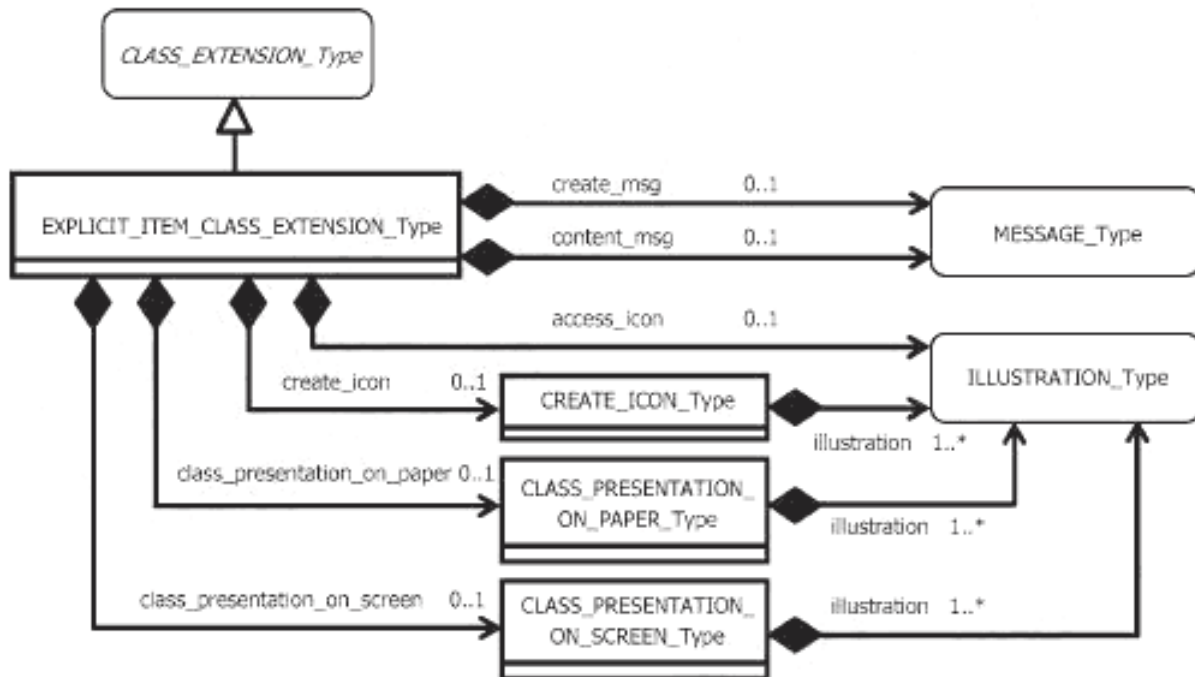 CLASS_EXTENSION_Type
create_msg 0..1
EXPLICIT_ITEM_CLASS_EXTENSION_Type
content_msg 0..1
MESSAGE_Type
access_icon 0..1
create_icon 0..1
CREATE_ICON_Type
ILLUSTRATION_Type
illustration 1..*
class_presentation_on_paper 0..1
CLASS_PRESENTATION_
ON_PAPER_Type
illustration 1..*
class_presentation_on_screen 0..1
CLASS_PRESENTATION_
ON_SCREEN_Type
illustration 1..*